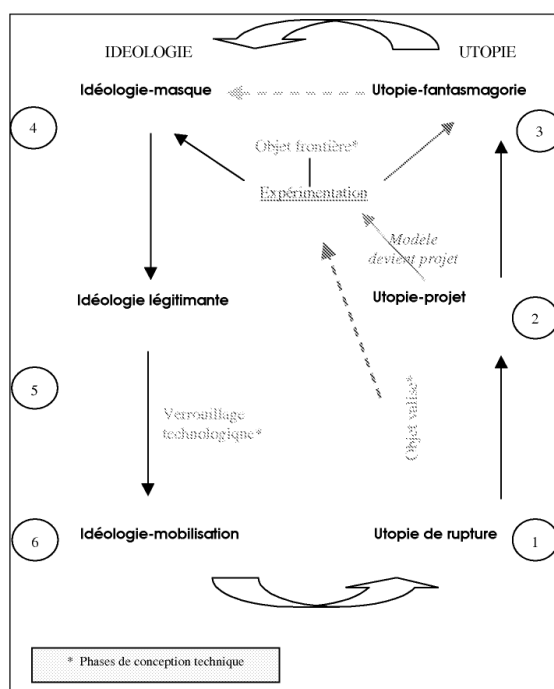 IDEOLOGIE UTOPIE
Idéologie-masque Utopie-fantasmagorie
4 3
Objet frontière*
Expérimentation
Modèle
devient projet
Idéologie légitimante Utopie-projet
2
5
Objet valise*
Verrouillage
technologique*
6 Idéologie-mobilisation Utopie de rupture 1
* Phases de conception technique